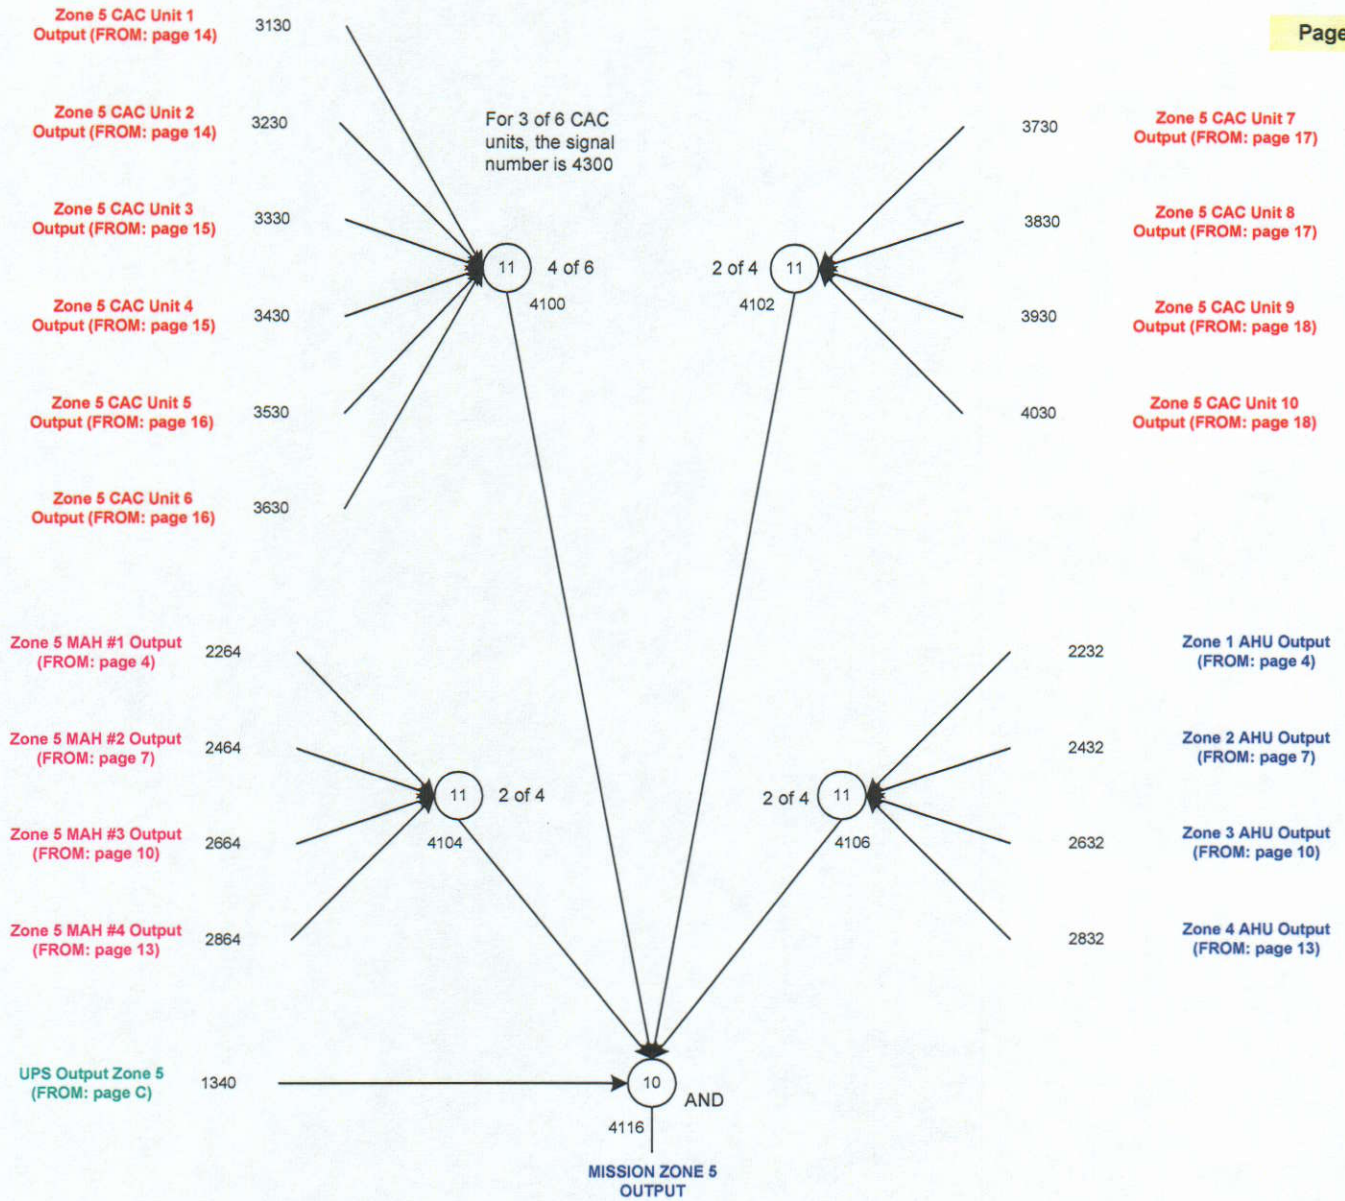 Zone 5 CAC Unit 1
Output (FROM: page 14)
3130
Page
Zone 5 CAC Unit 2
Output (FROM: page 14)
3230
For 3 of 6 CAC
units, the signal
number is 4300
3730
Zone 5 CAC Unit 7
Output (FROM: page 17)
Zone 5 CAC Unit 3
Output (FROM: page 15)
3330
3830
Zone 5 CAC Unit 8
Output (FROM: page 17)
11
4 of 6
4100
2 of 4
11
4102
Zone 5 CAC Unit 4
Output (FROM: page 15)
3430
3930
Zone 5 CAC Unit 9
Output (FROM: page 18)
Zone 5 CAC Unit 5
Output (FROM: page 16)
3530
4030
Zone 5 CAC Unit 10
Output (FROM: page 18)
Zone 5 CAC Unit 6
Output (FROM: page 16)
3630
Zone 5 MAH #1 Output
(FROM: page 4)
2264
2232
Zone 1 AHU Output
(FROM: page 4)
Zone 5 MAH #2 Output
(FROM: page 7)
2464
2432
Zone 2 AHU Output
(FROM: page 7)
11
2 of 4
4104
2 of 4
11
4106
Zone 5 MAH #3 Output
(FROM: page 10)
2664
2632
Zone 3 AHU Output
(FROM: page 10)
Zone 5 MAH #4 Output
(FROM: page 13)
2864
2832
Zone 4 AHU Output
(FROM: page 13)
UPS Output Zone 5
(FROM: page C)
1340
10
AND
4116
MISSION ZONE 5
OUTPUT